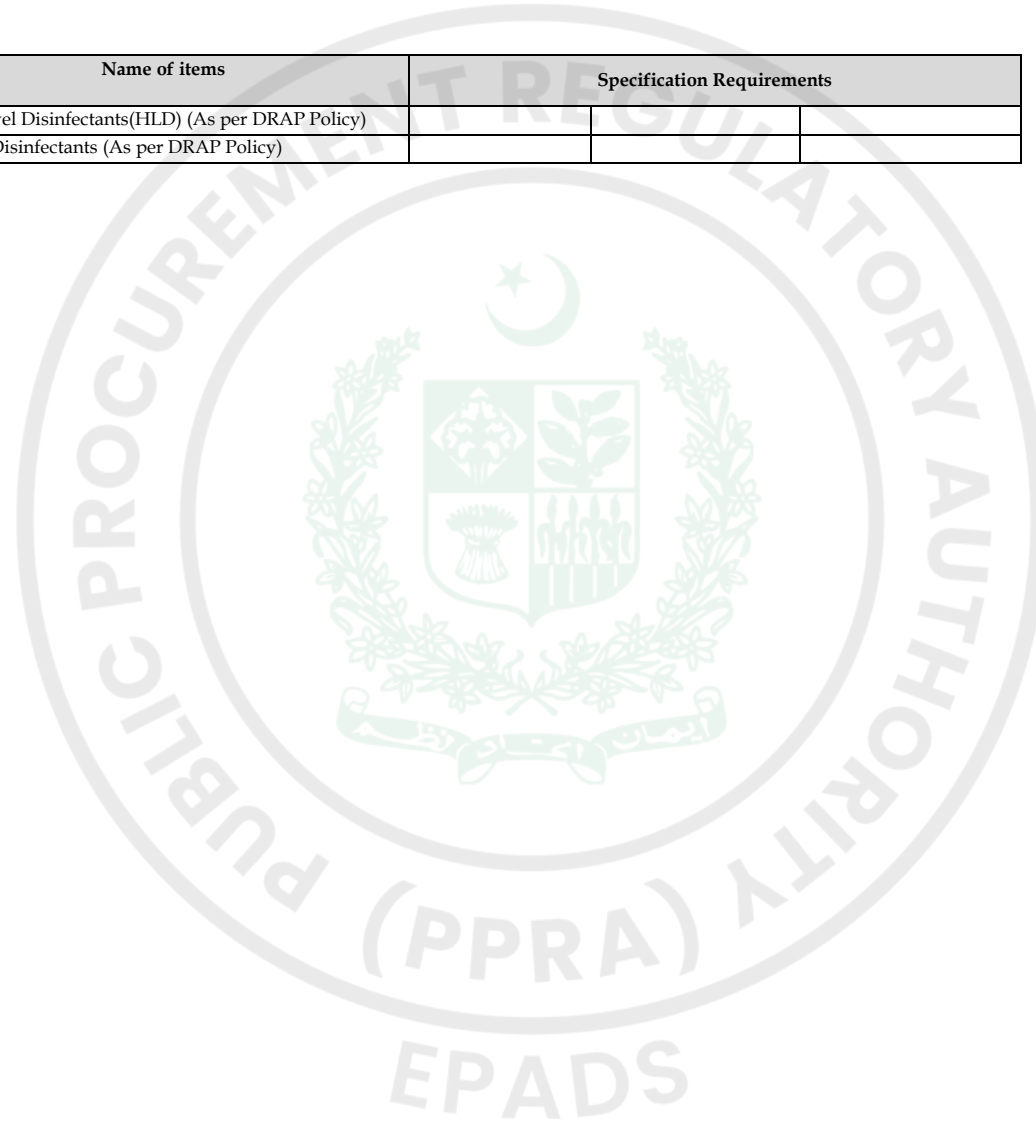 Name of items
Specification Requirements
el Disinfectants(HLD) (As per DRAP Policy)
Disinfectants (As per DRAP Policy)
PUBLIC PROCUREMENT REGULATORY AUTHORITY
(PPRA)
EPADS